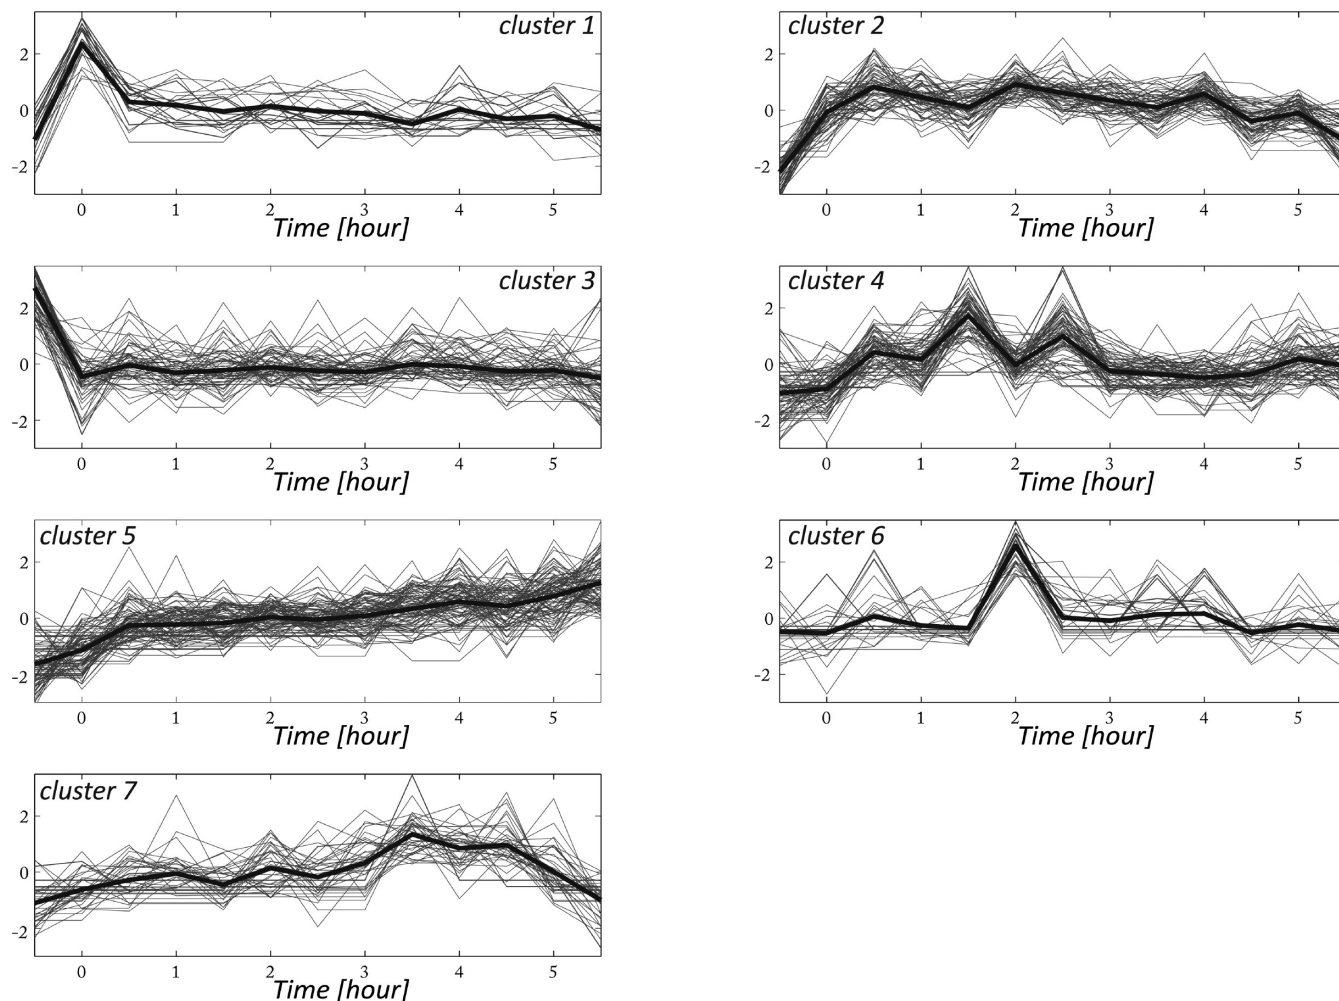 cluster 1
2
0
-2
0 1 2 3 4 5
Time [hour]
cluster 2
2
0
-2
0 1 2 3 4 5
Time [hour]
cluster 3
2
0
-2
0 1 2 3 4 5
Time [hour]
cluster 4
2
0
-2
0 1 2 3 4 5
Time [hour]
cluster 5
2
0
-2
0 1 2 3 4 5
Time [hour]
cluster 6
2
0
-2
0 1 2 3 4 5
Time [hour]
cluster 7
2
0
-2
0 1 2 3 4 5
Time [hour]